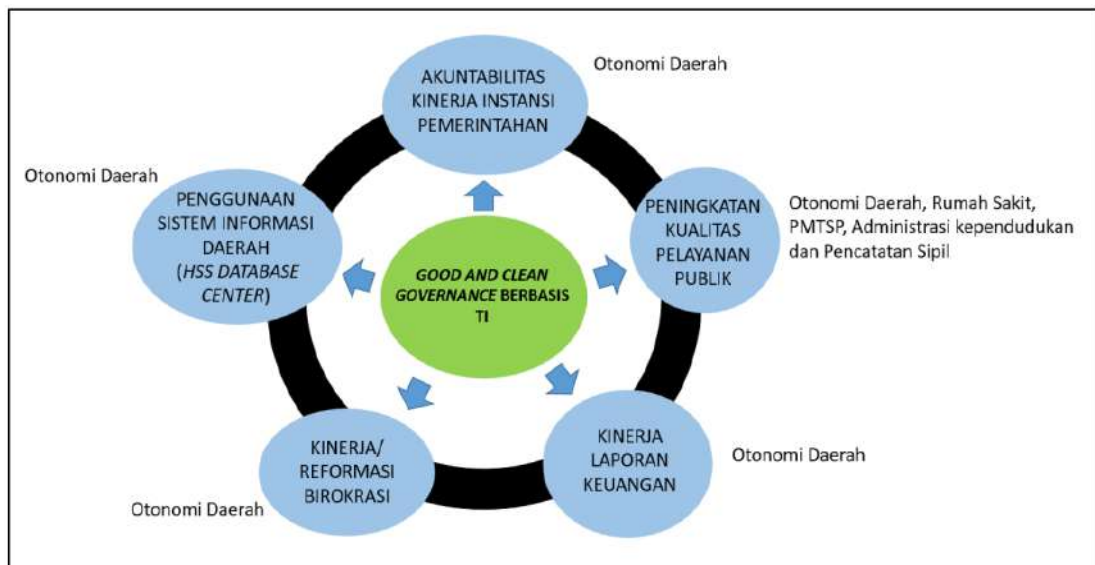 AKUNTABILITAS
KINERJA INSTANSI
PEMERINTAHAN
Otonomi Daerah
Otonomi Daerah
PENGGUNAAN
SISTEM INFORMASI
DAERAH
(HSS DATABASE
CENTER)
PENINGKATAN
KUALITAS
PELAYANAN
PUBLIK
Otonomi Daerah, Rumah Sakit,
PMTSP, Administrasi kependudukan
dan Pencatatan Sipil
GOOD AND CLEAN
GOVERNANCE BERBASIS
TI
KINERJA/
REFORMASI
BIROKRASI
Otonomi Daerah
KINERJA
LAPORAN
KEUANGAN
Otonomi Daerah